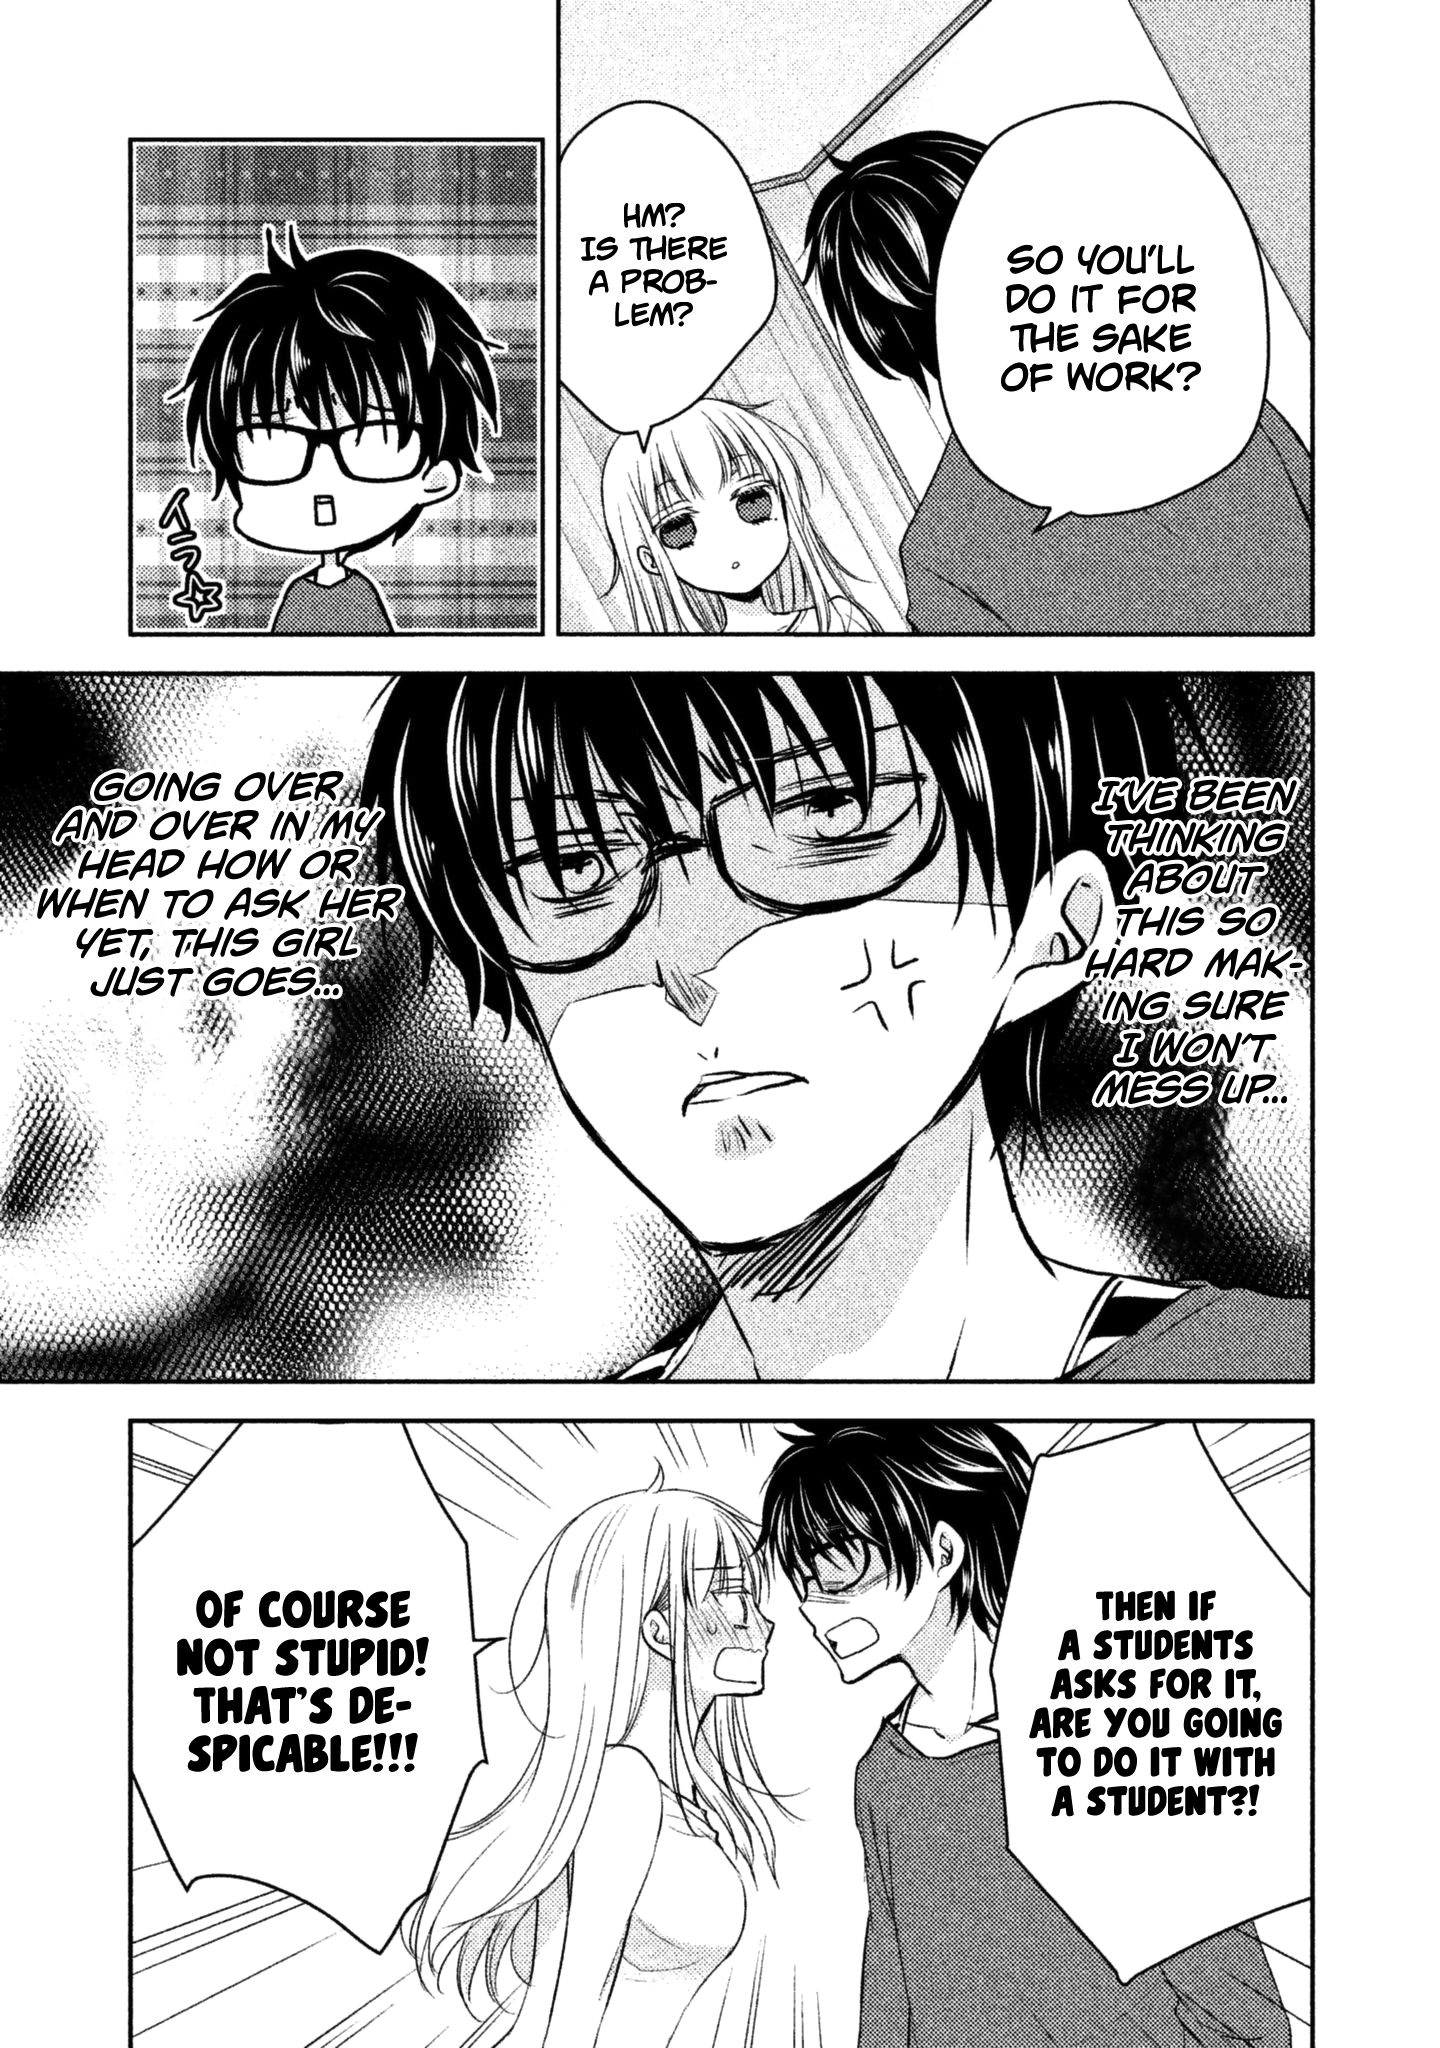 SO YOU'LL
DO IT FOR
THE SAKE
OF WORK?
HM?
IS THERE
A PROB-
LEM?
イラ☆
I'VE BEEN
THINKING
ABOUT
THIS SO
HARD MAK-
ING SURE
I WON'T
MESS UP...
GOING OVER
AND OVER IN MY
HEAD HOW OR
WHEN TO ASK HER
YET, THIS GIRL
JUST GOES...
THEN IF
A STUDENTS
ASKS FOR IT,
ARE YOU GOING
TO DO IT WITH
A STUDENT?!
OF COURSE
NOT STUPID!
THAT'S DE-
SPICABLE!!!